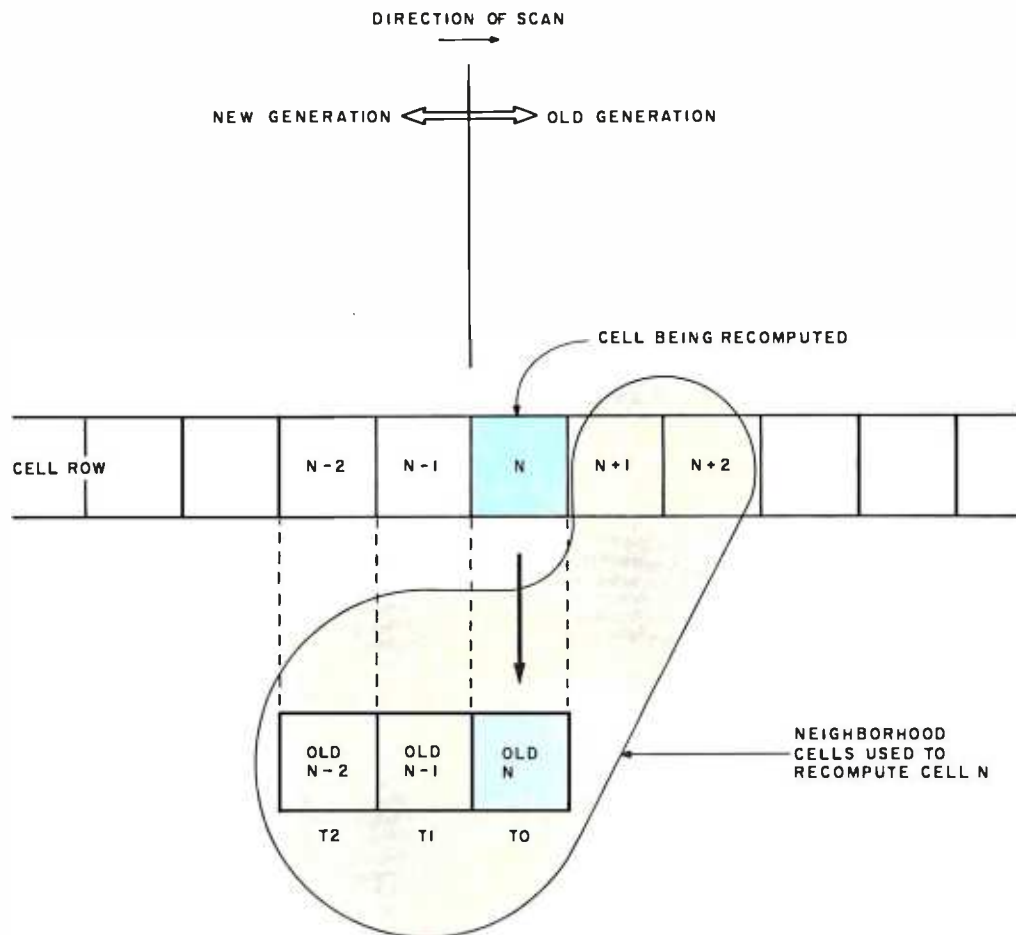 DIRECTION OF SCAN
NEW GENERATION
OLD GENERATION
CELL BEING RECOMPUTED
CELL ROW
N-2
N-1
N
N+1
N+2
OLD
N-2
OLD
N-1
OLD
N
T2
T1
T0
NEIGHBORHOOD
CELLS USED TO
RECOMPUTE CELL N